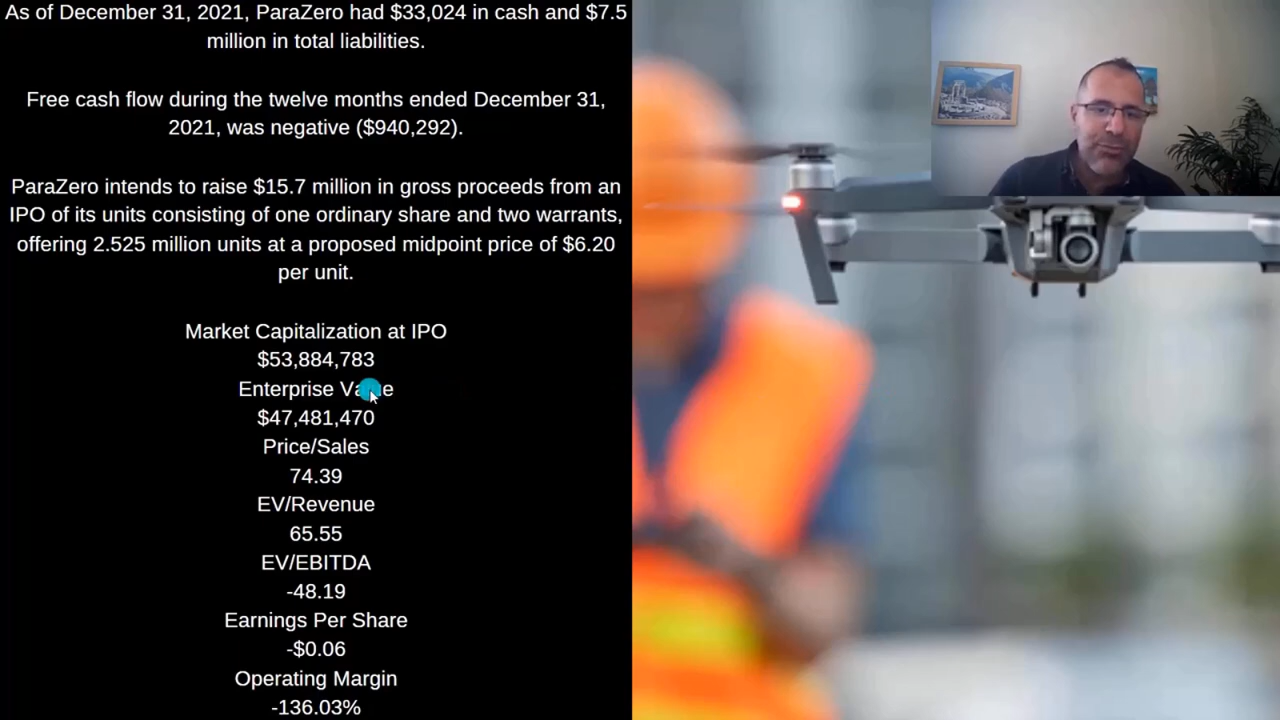 As of December 31, 2021, ParaZero had $33,024 in cash and $7.5
million in total liabilities.
Free cash flow during the twelve months ended December 31,
2021, was negative ($940,292).
ParaZero intends to raise $15.7 million in gross proceeds from an
IPO of its units consisting of one ordinary share and two warrants,
offering 2.525 million units at a proposed midpoint price of $6.20
per unit.
Market Capitalization at IPO
$53,884,783
Enterprise Value
$47,481,470
Price/Sales
74.39
EV/Revenue
65.55
EV/EBITDA
-48.19
Earnings Per Share
-$0.06
Operating Margin
-136.03%